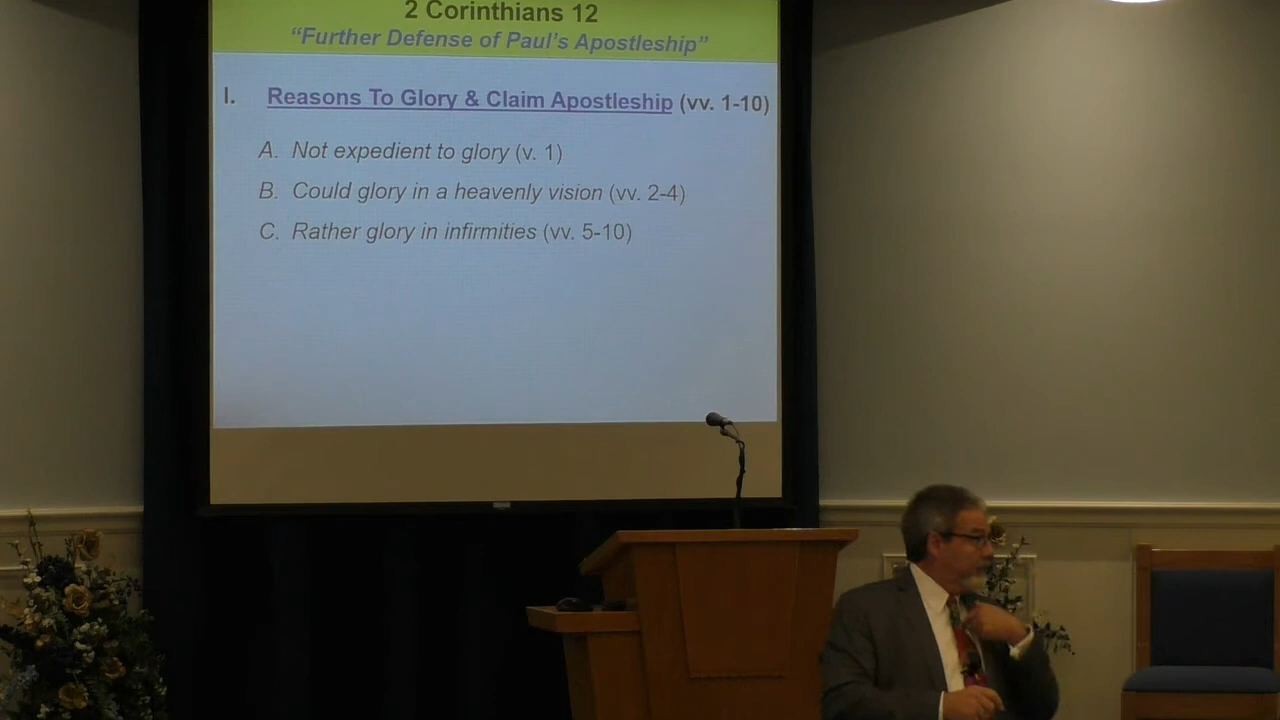 2 Corinthians 12
“Further Defense of Paul’s Apostleship”
I. Reasons To Glory & Claim Apostleship (vv. 1-10)
A. Not expedient to glory (v. 1)
B. Could glory in a heavenly vision (vv. 2-4)
C. Rather glory in infirmities (vv. 5-10)